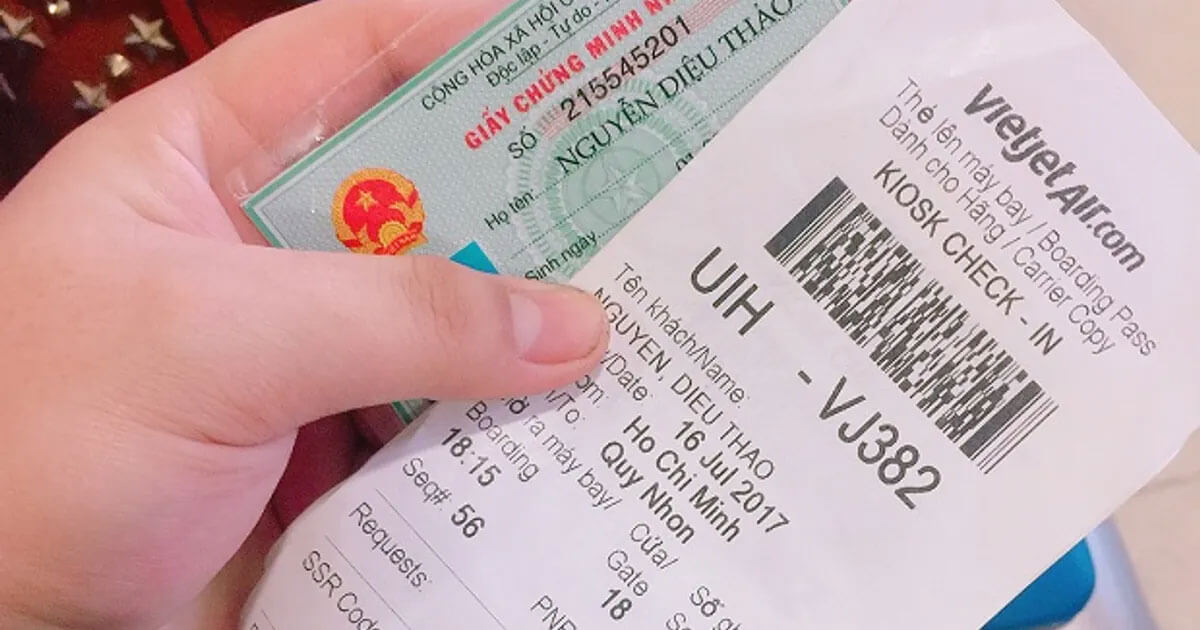 CỘNG HÒA XÃ HỘI
Độc lập - Tự do -
GIẤY CHỨNG MINH
SỐ 215545201
Họ tên: NGUYỄN DIỆU THẢO
Sinh ngày
vietjetAir.com
Thẻ lên máy bay / Boarding Pass
Dành cho Hãng / Carrier Copy
KIOSK CHECK - IN
UIH - VJ382
Tên khách/Name:
NGUYEN, DIEU THAO
/Date: 16 Jul 2017
Ho Chi Minh
/To: Quy Nhon
ra máy bay/
Boarding
18:15
Cửa/
Gate
18
Số
Seq#: 56
Requests:
PNR
SSR Code